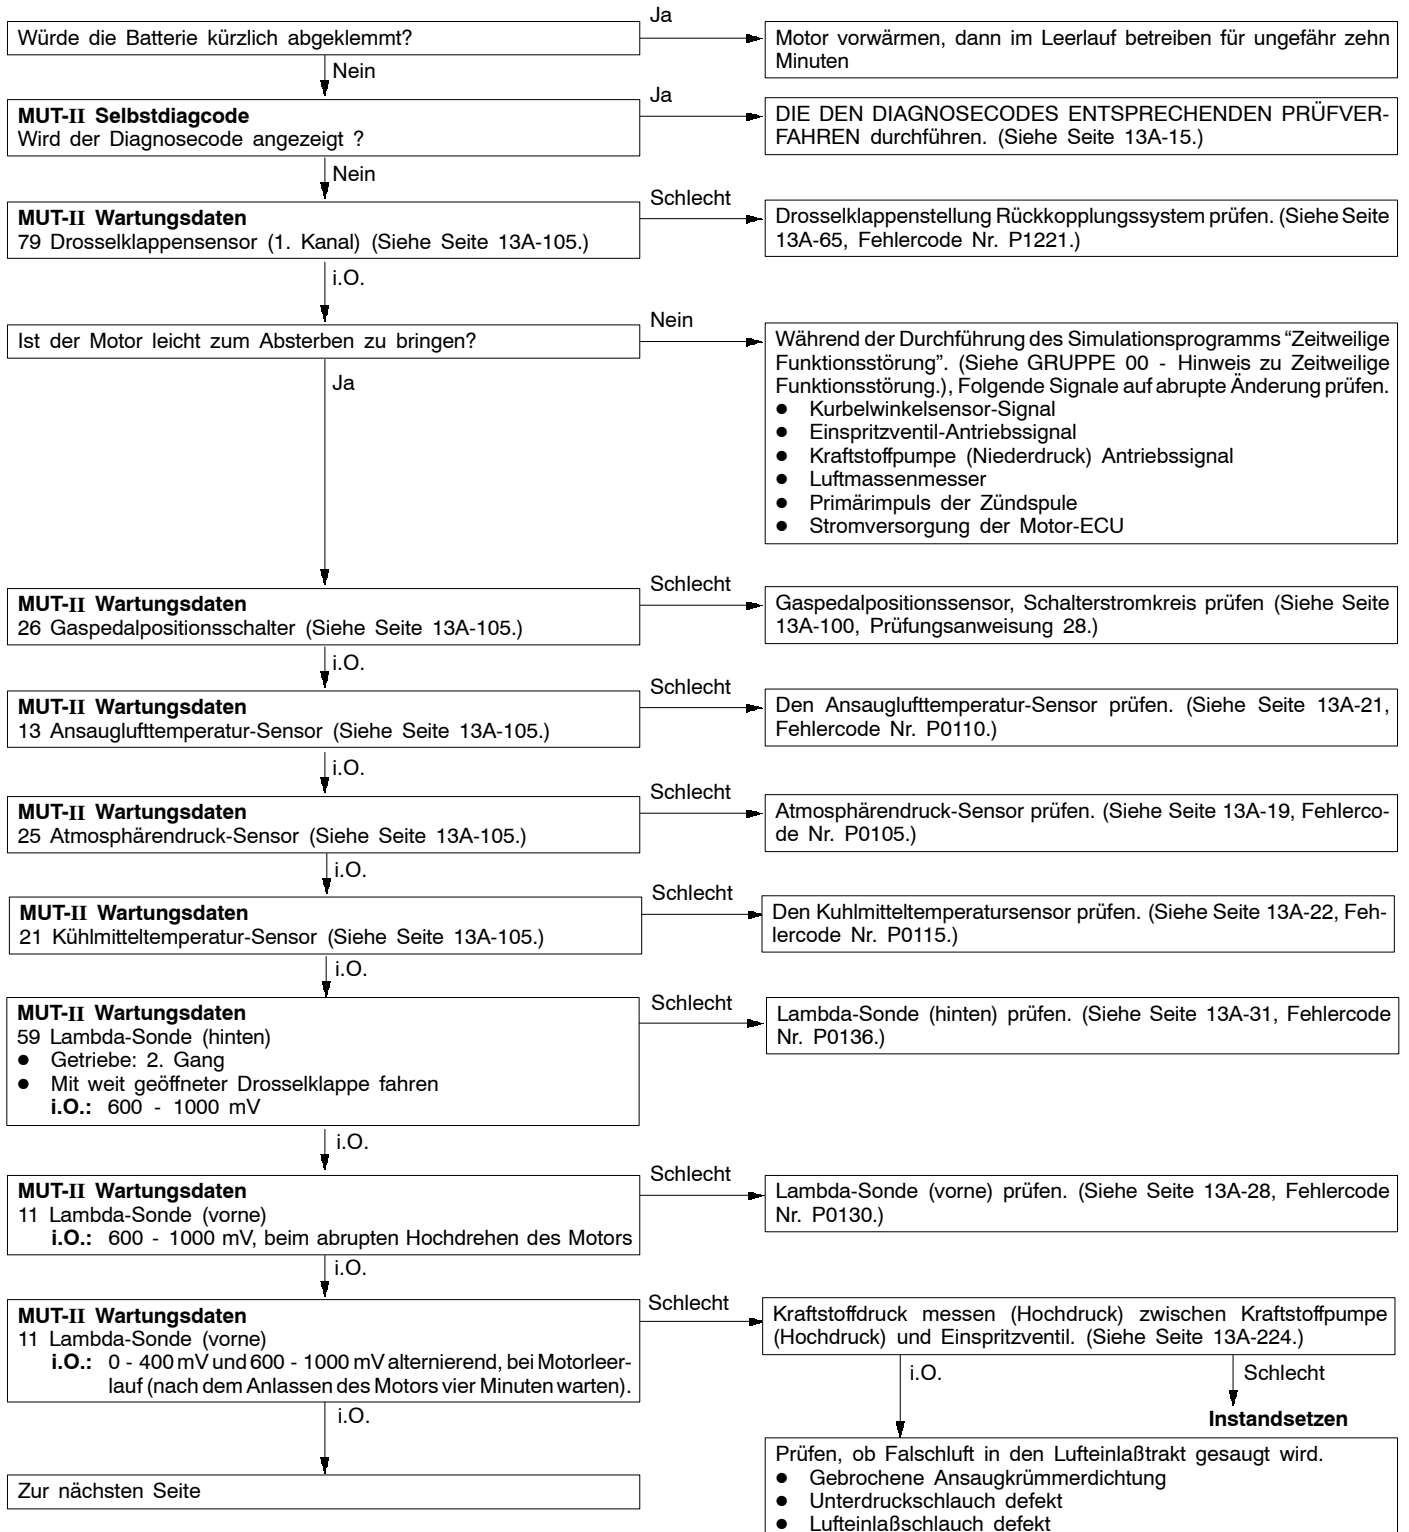 Ja
Würde die Batterie kürzlich abgeklemmt?
Motor vorwärmen, dann im Leerlauf betreiben für ungefähr zehn
Minuten
Nein
MUT-II Selbstdiagcode
Wird der Diagnosecode angezeigt ?
Ja
DIE DEN DIAGNOSECODES ENTSPRECHENDEN PRÜFVER-
FAHREN durchführen. (Siehe Seite 13A-15.)
Nein
MUT-II Wartungsdaten
79 Drosselklappensensor (1. Kanal) (Siehe Seite 13A-105.)
Schlecht
Drosselklappenstellung Rückkopplungssystem prüfen. (Siehe Seite
13A-65, Fehlercode Nr. P1221.)
i.O.
Ist der Motor leicht zum Absterben zu bringen?
Nein
Während der Durchführung des Simulationsprogramms “Zeitweilige
Funktionsstörung”. (Siehe GRUPPE 00 - Hinweis zu Zeitweilige
Funktionsstörung.), Folgende Signale auf abrupte Änderung prüfen.
● Kurbelwinkelsensor-Signal
● Einspritzventil-Antriebssignal
● Kraftstoffpumpe (Niederdruck) Antriebssignal
● Luftmassenmesser
● Primärimpuls der Zündspule
● Stromversorgung der Motor-ECU
Ja
MUT-II Wartungsdaten
26 Gaspedalpositionsschalter (Siehe Seite 13A-105.)
Schlecht
Gaspedalpositionssensor, Schalterstromkreis prüfen (Siehe Seite
13A-100, Prüfungsanweisung 28.)
i.O.
MUT-II Wartungsdaten
13 Ansauglufttemperatur-Sensor (Siehe Seite 13A-105.)
Schlecht
Den Ansauglufttemperatur-Sensor prüfen. (Siehe Seite 13A-21,
Fehlercode Nr. P0110.)
i.O.
MUT-II Wartungsdaten
25 Atmosphärendruck-Sensor (Siehe Seite 13A-105.)
Schlecht
Atmosphärendruck-Sensor prüfen. (Siehe Seite 13A-19, Fehlerco-
de Nr. P0105.)
i.O.
MUT-II Wartungsdaten
21 Kühlmitteltemperatur-Sensor (Siehe Seite 13A-105.)
Schlecht
Den Kuhlmitteltemperatursensor prüfen. (Siehe Seite 13A-22, Feh-
lercode Nr. P0115.)
i.O.
MUT-II Wartungsdaten
59 Lambda-Sonde (hinten)
● Getriebe: 2. Gang
● Mit weit geöffneter Drosselklappe fahren
i.O.: 600 - 1000 mV
Schlecht
Lambda-Sonde (hinten) prüfen. (Siehe Seite 13A-31, Fehlercode
Nr. P0136.)
i.O.
MUT-II Wartungsdaten
11 Lambda-Sonde (vorne)
i.O.: 600 - 1000 mV, beim abrupten Hochdrehen des Motors
Schlecht
Lambda-Sonde (vorne) prüfen. (Siehe Seite 13A-28, Fehlercode
Nr. P0130.)
i.O.
MUT-II Wartungsdaten
11 Lambda-Sonde (vorne)
i.O.: 0 - 400 mV und 600 - 1000 mV alternierend, bei Motorleer-
lauf (nach dem Anlassen des Motors vier Minuten warten).
Schlecht
Kraftstoffdruck messen (Hochdruck) zwischen Kraftstoffpumpe
(Hochdruck) und Einspritzventil. (Siehe Seite 13A-224.)
i.O.
Schlecht
Instandsetzen
i.O.
Zur nächsten Seite
Prüfen, ob Falschluft in den Lufteinlaßtrakt gesaugt wird.
● Gebrochene Ansaugkrümmerdichtung
● Unterdruckschlauch defekt
● Lufteinlaßschlauch defekt